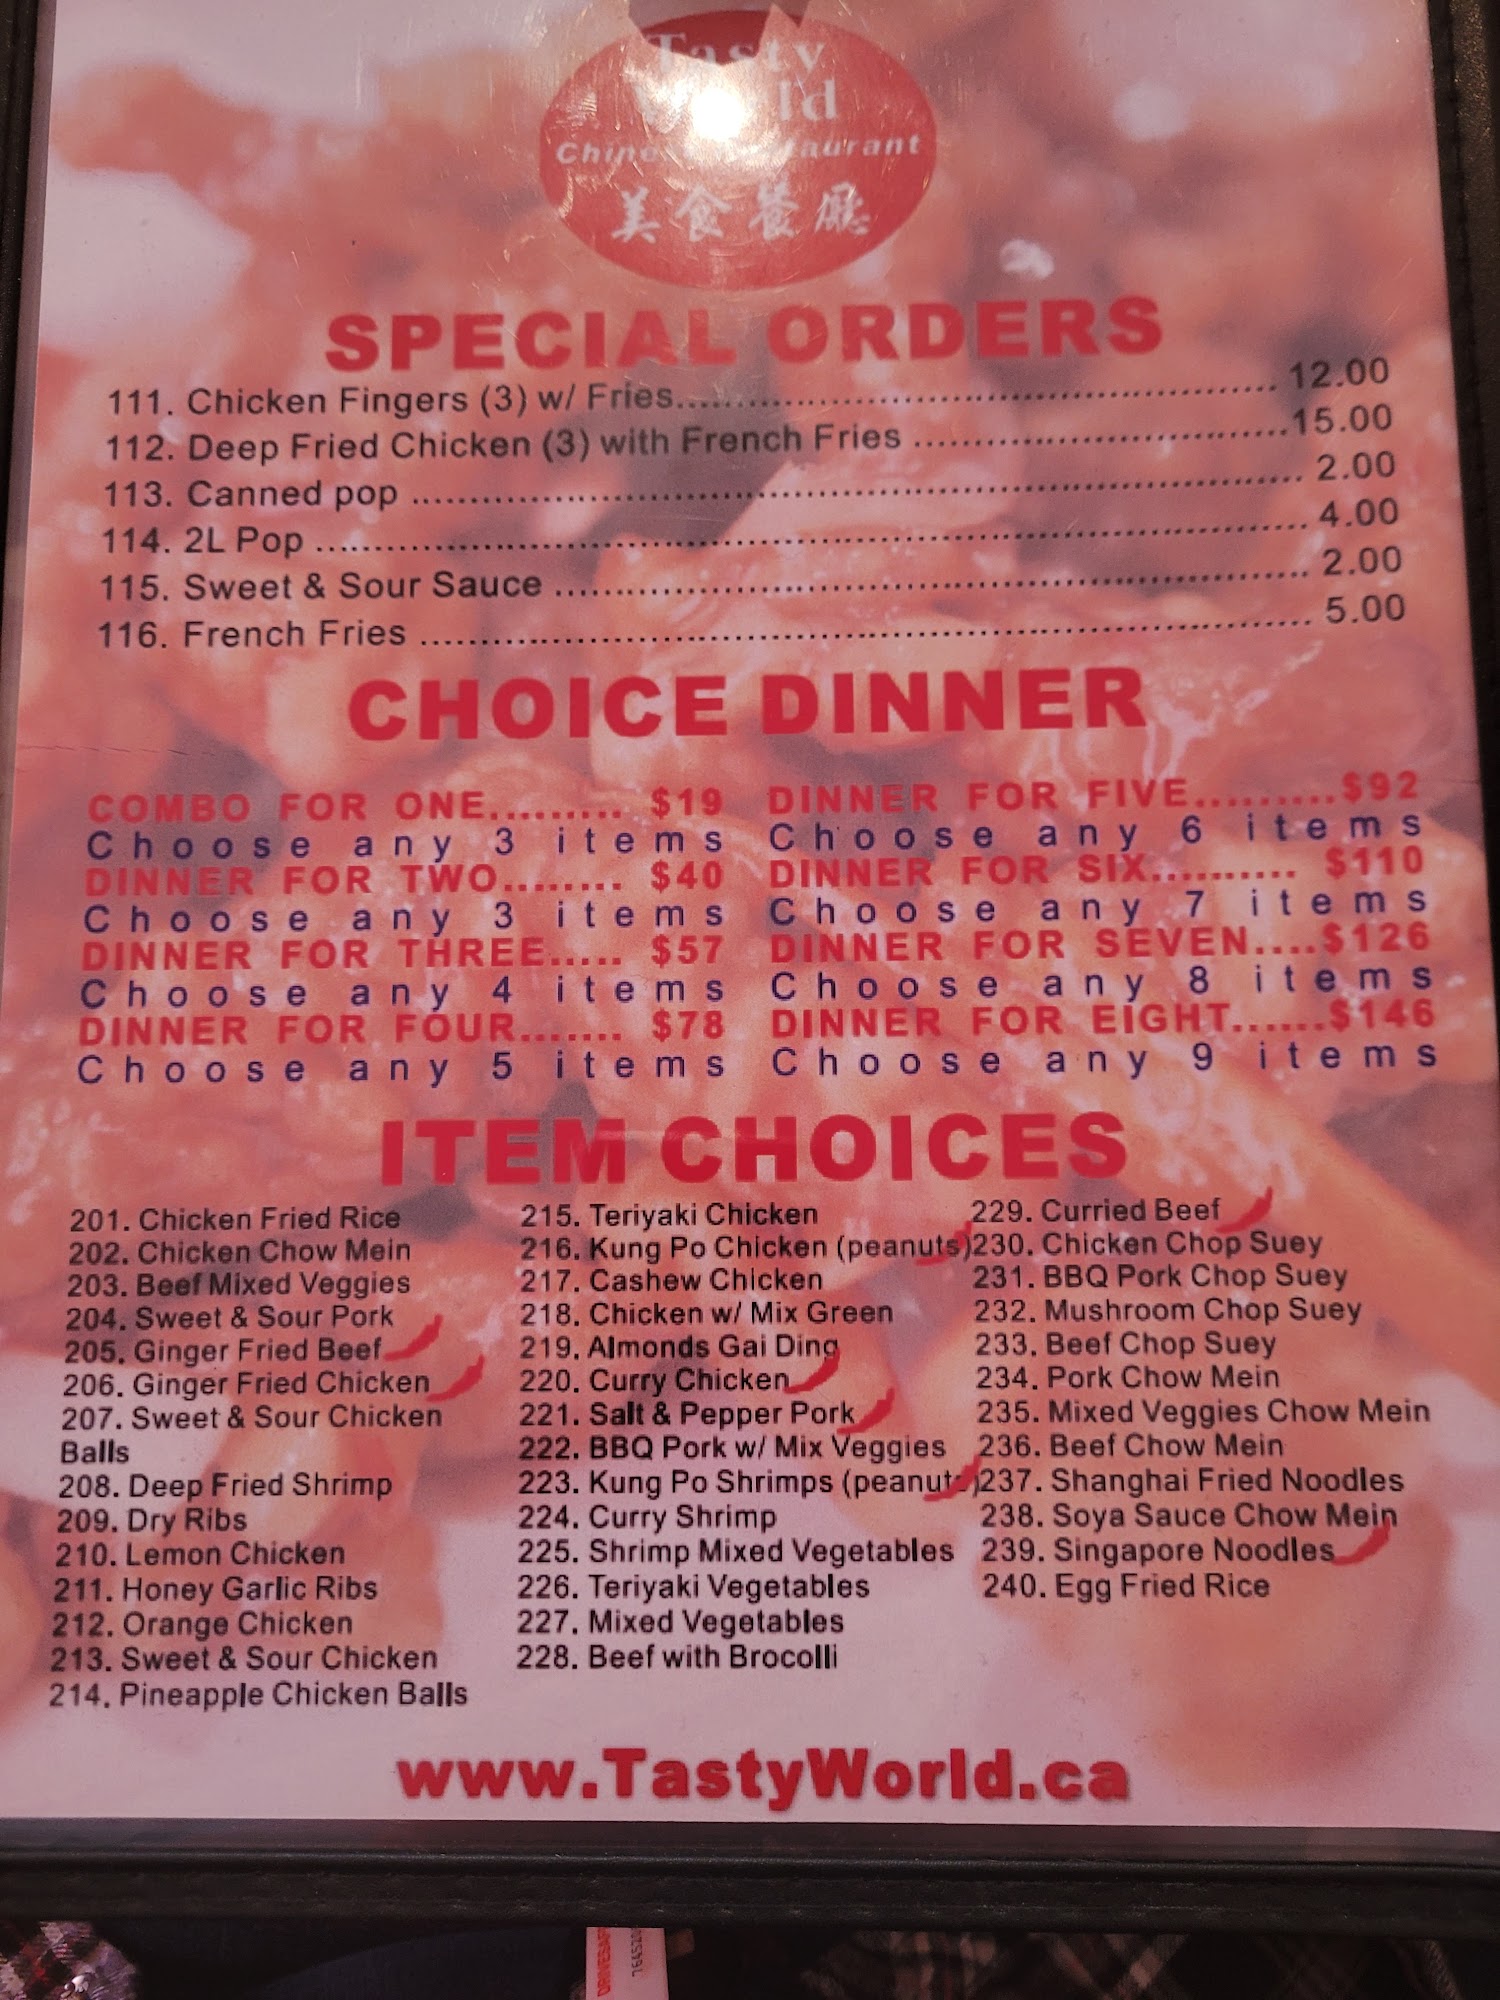 Tasty
World
Chinese Restaurant
美食餐廳
SPECIAL ORDERS
111. Chicken Fingers (3) w/ Fries.......................................................... 12.00
112. Deep Fried Chicken (3) with French Fries ....................................15.00
113. Canned pop ...................................................................................... 2.00
114. 2L Pop ................................................................................................ 4.00
115. Sweet & Sour Sauce ......................................................................... 2.00
116. French Fries ...................................................................................... 5.00
CHOICE DINNER
COMBO FOR ONE......... $19
Choose any 3 items
DINNER FOR TWO........ $40
Choose any 3 items
DINNER FOR THREE..... $57
Choose any 4 items
DINNER FOR FOUR....... $78
Choose any 5 items
DINNER FOR FIVE.........$92
Choose any 6 items
DINNER FOR SIX.......... $110
Choose any 7 items
DINNER FOR SEVEN....$126
Choose any 8 items
DINNER FOR EIGHT......$146
Choose any 9 items
ITEM CHOICES
201. Chicken Fried Rice
202. Chicken Chow Mein
203. Beef Mixed Veggies
204. Sweet & Sour Pork
205. Ginger Fried Beef
206. Ginger Fried Chicken
207. Sweet & Sour Chicken
Balls
208. Deep Fried Shrimp
209. Dry Ribs
210. Lemon Chicken
211. Honey Garlic Ribs
212. Orange Chicken
213. Sweet & Sour Chicken
214. Pineapple Chicken Balls
215. Teriyaki Chicken
216. Kung Po Chicken (peanuts)
217. Cashew Chicken
218. Chicken w/ Mix Green
219. Almonds Gai Ding
220. Curry Chicken
221. Salt & Pepper Pork
222. BBQ Pork w/ Mix Veggies
223. Kung Po Shrimps (peanuts)
224. Curry Shrimp
225. Shrimp Mixed Vegetables
226. Teriyaki Vegetables
227. Mixed Vegetables
228. Beef with Brocolli
229. Curried Beef
230. Chicken Chop Suey
231. BBQ Pork Chop Suey
232. Mushroom Chop Suey
233. Beef Chop Suey
234. Pork Chow Mein
235. Mixed Veggies Chow Mein
236. Beef Chow Mein
237. Shanghai Fried Noodles
238. Soya Sauce Chow Mein
239. Singapore Noodles
240. Egg Fried Rice
www.TastyWorld.ca